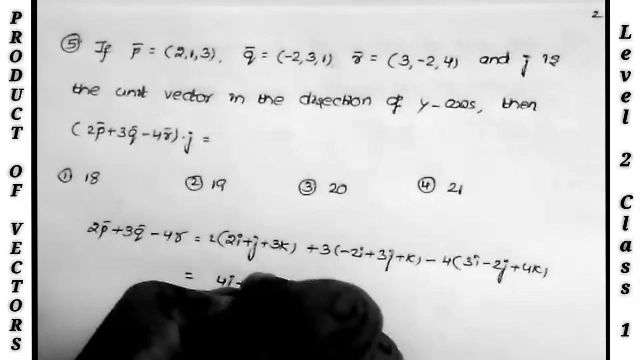 PRODUCT OF VECTORS
2
⑤ If p̄ = (2,1,3), q̄ = (-2,3,1) r̄ = (3,-2,4) and j is
the unit vector in the direction of y-axis, then
(2p̄+3q̄-4r̄).j =
① 18 ② 19 ③ 20 ④ 21
2p̄+3q̄-4r = 2(2i+j+3k) +3(-2i+3j+k) - 4(3i-2j+4k)
= 4i+
Level 2 Class 1